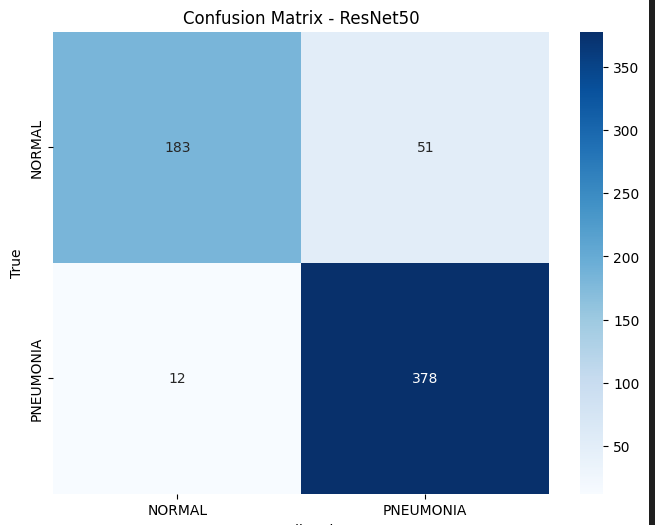 Confusion Matrix - ResNet50
NORMAL
183
51
350
300
250
200
150
100
50
True
PNEUMONIA
12
378
NORMAL
PNEUMONIA